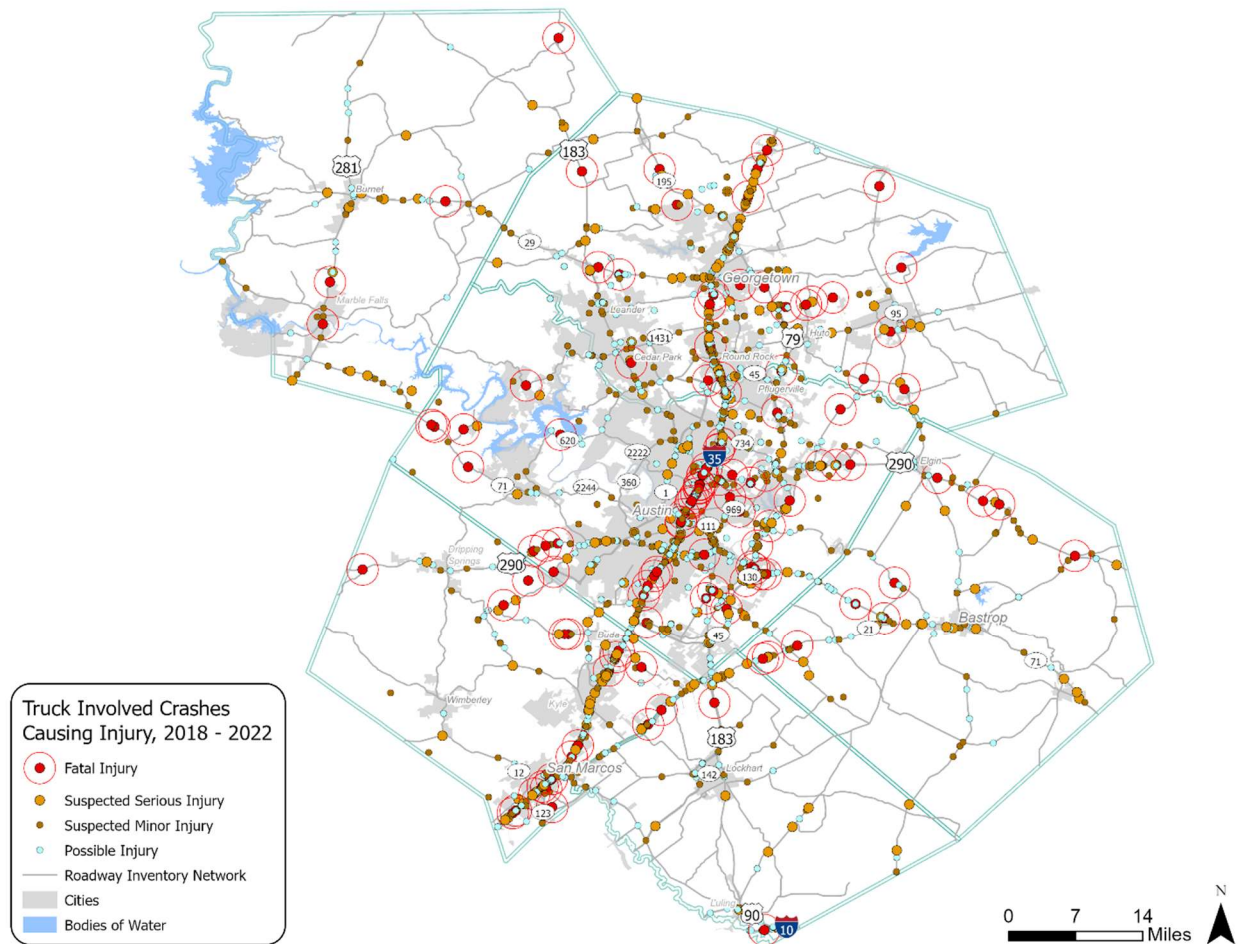 183
281
195
Burnet
29
Georgetown
Marble Falls
Leander
95
1431
79
Hutto
Cedar Park
Round Rock
45
Pflugerville
620
2222
734
35
290
Elgin
71
2244
360
1
969
Austin
111
Dripping
Springs
290
130
Bastrop
21
Buda
45
71
Wimberley
Kyle
183
12
San Marcos
142
Lockhart
123
Luling
90
10
Truck Involved Crashes
Causing Injury, 2018 - 2022
Fatal Injury
Suspected Serious Injury
Suspected Minor Injury
Possible Injury
Roadway Inventory Network
Cities
Bodies of Water
0 7 14
Miles
N